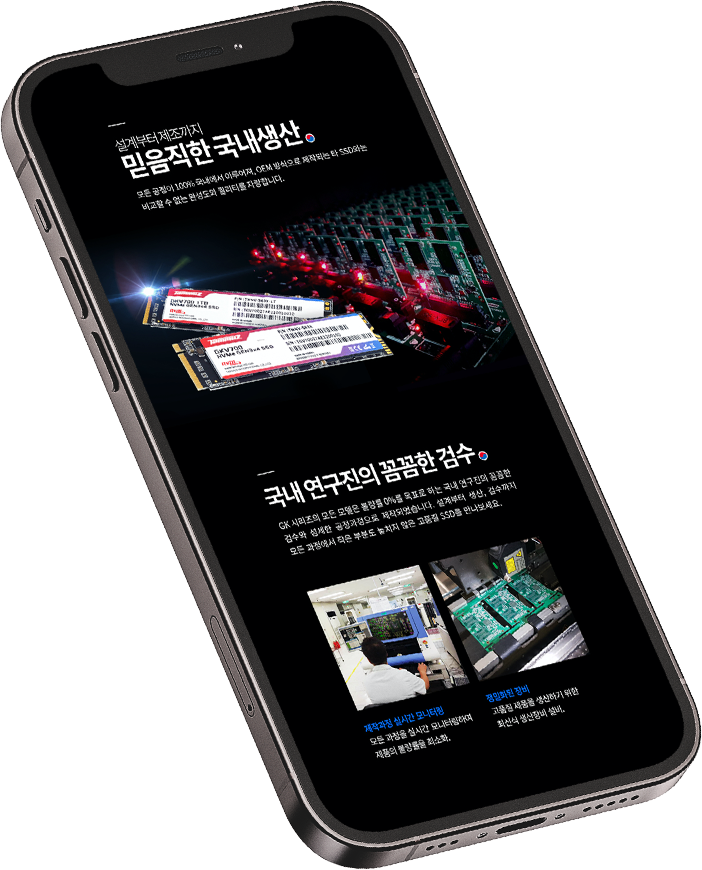 설계부터 제조까지
믿음직한 국내생산
모든 공정이 100% 국내에서 이루어져, OEM 방식으로 제작되는 타 SSD와는
비교할 수 없는 완성도와 퀄리티를 자랑합니다.
GKV700 1TB
NVMe GEN3x4 SSD
GKV700
NVMe GEN3x4 SSD
국내 연구진의 꼼꼼한 검수
GK 시리즈의 모든 모델은 불량률 0%를 목표로 하는 국내 연구진의 꼼꼼한
검수와 섬세한 공정과정으로 제작되었습니다. 설계부터 생산, 검수까지
모든 과정에서 작은 부분도 놓치지 않은 고품질 SSD를 만나보세요.
제작과정 실시간 모니터링
모든 과정을 실시간 모니터링하여
제품의 불량률을 최소화.
정밀화된 장비
고품질 제품을 생산하기 위한
최신식 생산장비 설비.